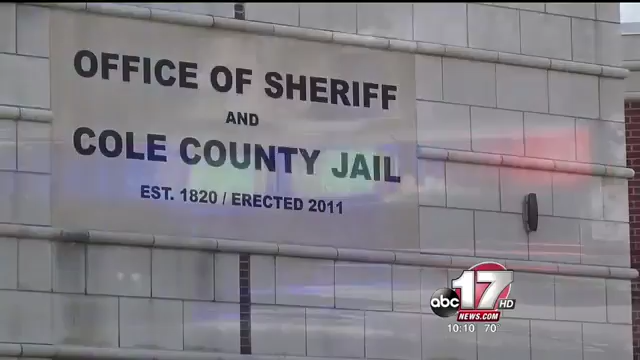 OFFICE OF SHERIFF
AND
COLE COUNTY JAIL
EST. 1820 / ERECTED 2011
abc 17 HD
NEWS.COM
10:10 70°